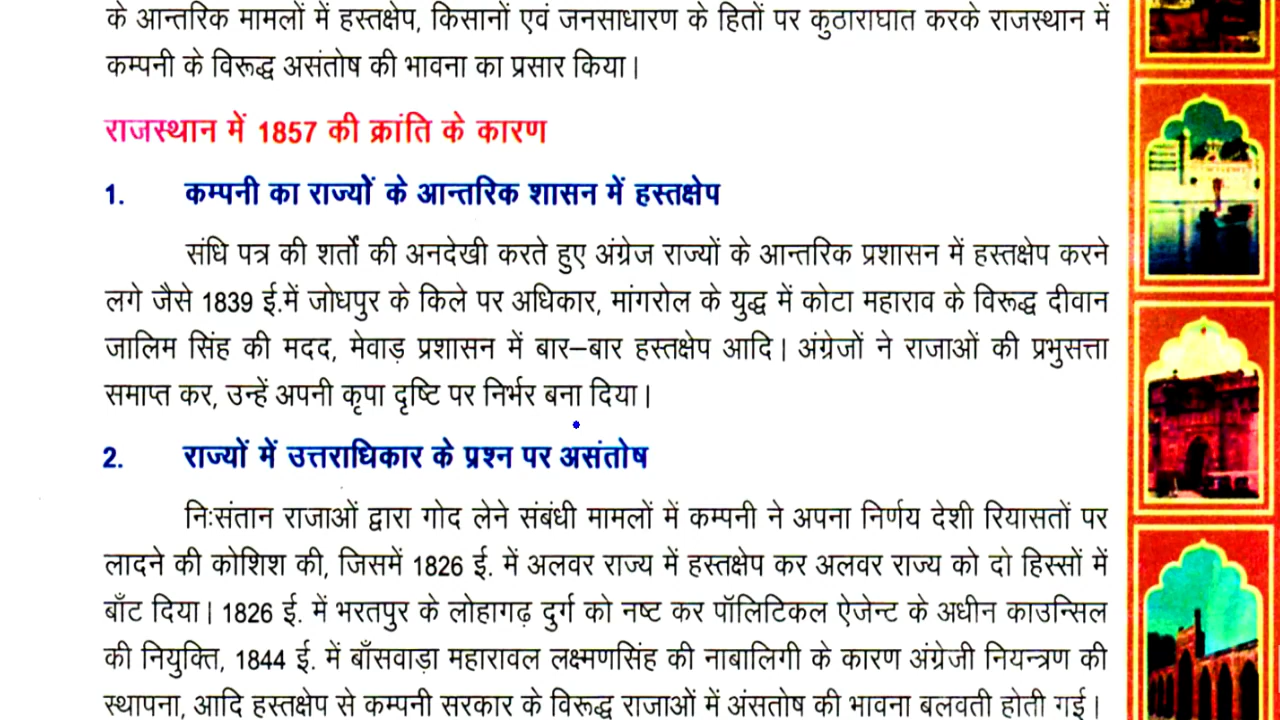 के आन्तरिक मामलों में हस्तक्षेप, किसानों एवं जनसाधारण के हितों पर कुठाराघात करके राजस्थान में
कम्पनी के विरूद्ध असंतोष की भावना का प्रसार किया।
राजस्थान में 1857 की क्रांति के कारण
1. कम्पनी का राज्यों के आन्तरिक शासन में हस्तक्षेप
संधि पत्र की शर्तों की अनदेखी करते हुए अंग्रेज राज्यों के आन्तरिक प्रशासन में हस्तक्षेप करने
लगे जैसे 1839 ई.में जोधपुर के किले पर अधिकार, मांगरोल के युद्ध में कोटा महाराव के विरूद्ध दीवान
जालिम सिंह की मदद, मेवाड़ प्रशासन में बार–बार हस्तक्षेप आदि। अंग्रेजों ने राजाओं की प्रभुसत्ता
समाप्त कर, उन्हें अपनी कृपा दृष्टि पर निर्भर बना दिया।
2. राज्यों में उत्तराधिकार के प्रश्न पर असंतोष
निःसंतान राजाओं द्वारा गोद लेने संबंधी मामलों में कम्पनी ने अपना निर्णय देशी रियासतों पर
लादने की कोशिश की, जिसमें 1826 ई. में अलवर राज्य में हस्तक्षेप कर अलवर राज्य को दो हिस्सों में
बाँट दिया। 1826 ई. में भरतपुर के लोहागढ़ दुर्ग को नष्ट कर पॉलिटिकल ऐजेन्ट के अधीन काउन्सिल
की नियुक्ति, 1844 ई. में बाँसवाड़ा महारावल लक्ष्मणसिंह की नाबालिगी के कारण अंग्रेजी नियन्त्रण की
स्थापना, आदि हस्तक्षेप से कम्पनी सरकार के विरूद्ध राजाओं में अंसतोष की भावना बलवती होती गई।